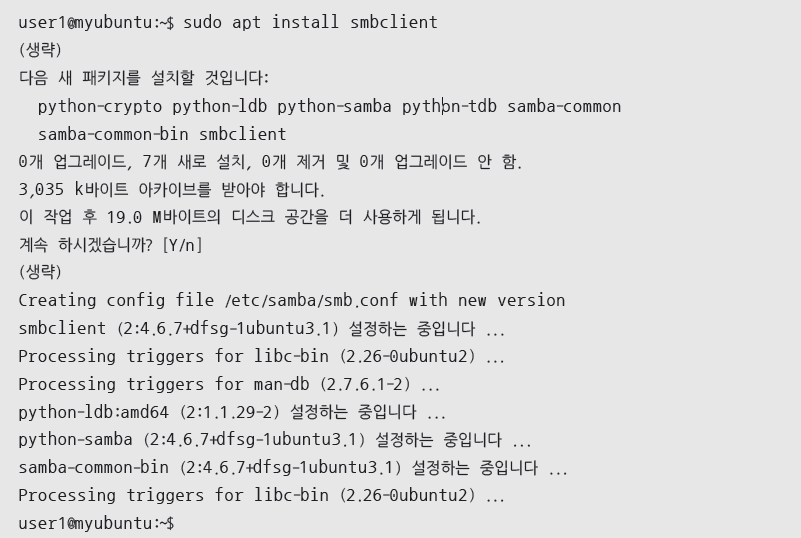 user1@myubuntu:~$ sudo apt install smbclient
(생략)
다음 새 패키지를 설치할 것입니다:
python-crypto python-ldb python-samba python-tdb samba-common
samba-common-bin smbclient
0개 업그레이드, 7개 새로 설치, 0개 제거 및 0개 업그레이드 안 함.
3,035 k바이트 아카이브를 받아야 합니다.
이 작업 후 19.0 M바이트의 디스크 공간을 더 사용하게 됩니다.
계속 하시겠습니까? [Y/n]
(생략)
Creating config file /etc/samba/smb.conf with new version
smbclient (2:4.6.7+dfsg-1ubuntu3.1) 설정하는 중입니다 ...
Processing triggers for libc-bin (2.26-0ubuntu2) ...
Processing triggers for man-db (2.7.6.1-2) ...
python-ldb:amd64 (2:1.1.29-2) 설정하는 중입니다 ...
python-samba (2:4.6.7+dfsg-1ubuntu3.1) 설정하는 중입니다 ...
samba-common-bin (2:4.6.7+dfsg-1ubuntu3.1) 설정하는 중입니다 ...
Processing triggers for libc-bin (2.26-0ubuntu2) ...
user1@myubuntu:~$